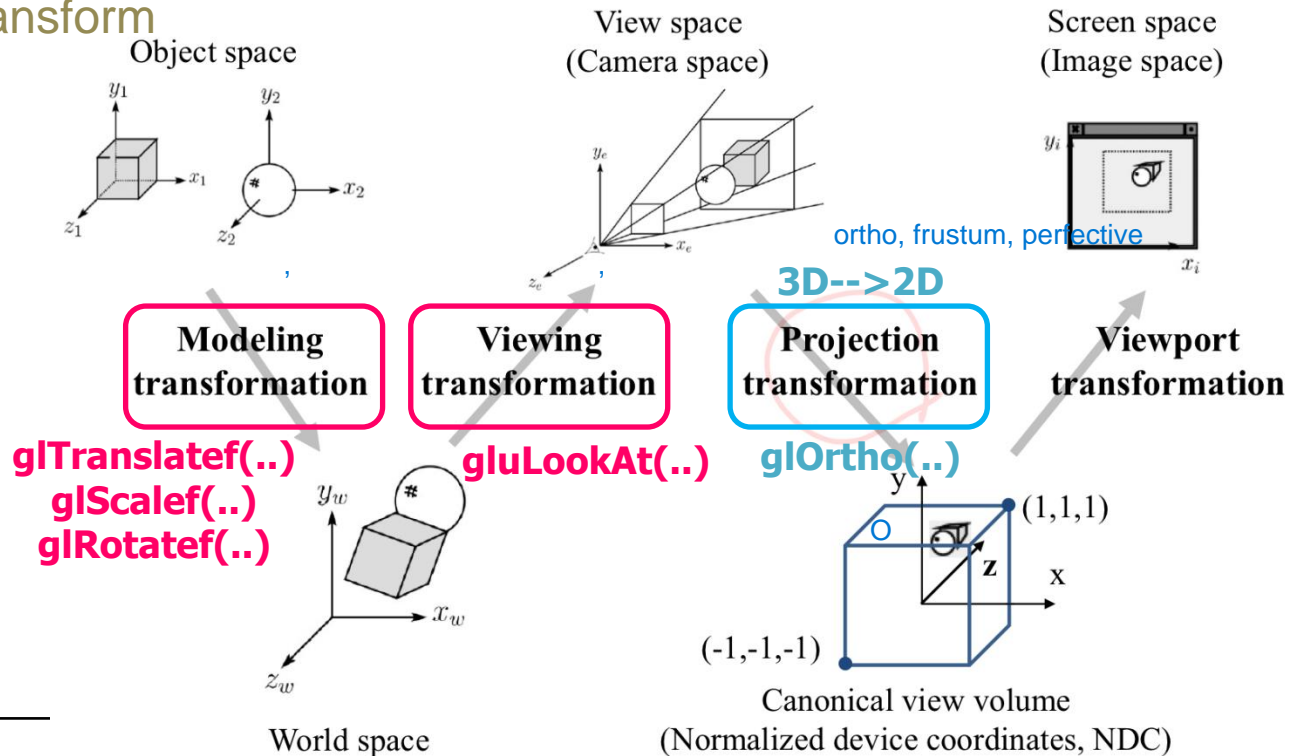 ansform
Object space
View space
(Camera space)
Screen space
(Image space)
y1
x1
z1
y2
x2
z2
#
ye
xe
ze
#
yi
xi
ortho, frustum, perfective
,
,
3D-->2D
Modeling
transformation
Viewing
transformation
Projection
transformation
Viewport
transformation
glTranslatef(..)
glScalef(..)
glRotatef(..)
gluLookAt(..)
glOrtho(..)
yw
xw
zw
#
y
(1,1,1)
O
z
x
(-1,-1,-1)
World space
Canonical view volume
(Normalized device coordinates, NDC)